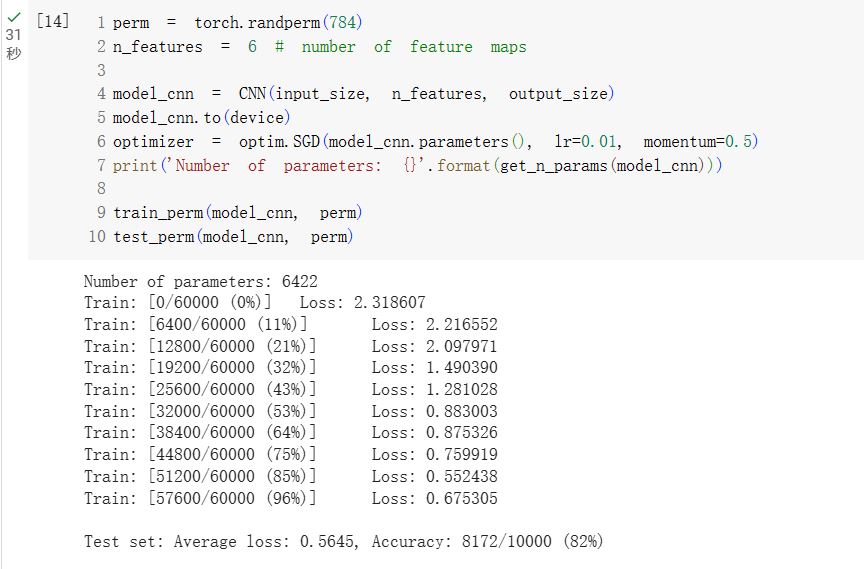 [14]
31
秒
1 perm = torch.randperm(784)
2 n_features = 6 # number of feature maps
3
4 model_cnn = CNN(input_size, n_features, output_size)
5 model_cnn.to(device)
6 optimizer = optim.SGD(model_cnn.parameters(), lr=0.01, momentum=0.5)
7 print('Number of parameters: {}'.format(get_n_params(model_cnn)))
8
9 train_perm(model_cnn, perm)
10 test_perm(model_cnn, perm)
Number of parameters: 6422
Train: [0/60000 (0%)] Loss: 2.318607
Train: [6400/60000 (11%)] Loss: 2.216552
Train: [12800/60000 (21%)] Loss: 2.097971
Train: [19200/60000 (32%)] Loss: 1.490390
Train: [25600/60000 (43%)] Loss: 1.281028
Train: [32000/60000 (53%)] Loss: 0.883003
Train: [38400/60000 (64%)] Loss: 0.875326
Train: [44800/60000 (75%)] Loss: 0.759919
Train: [51200/60000 (85%)] Loss: 0.552438
Train: [57600/60000 (96%)] Loss: 0.675305
Test set: Average loss: 0.5645, Accuracy: 8172/10000 (82%)